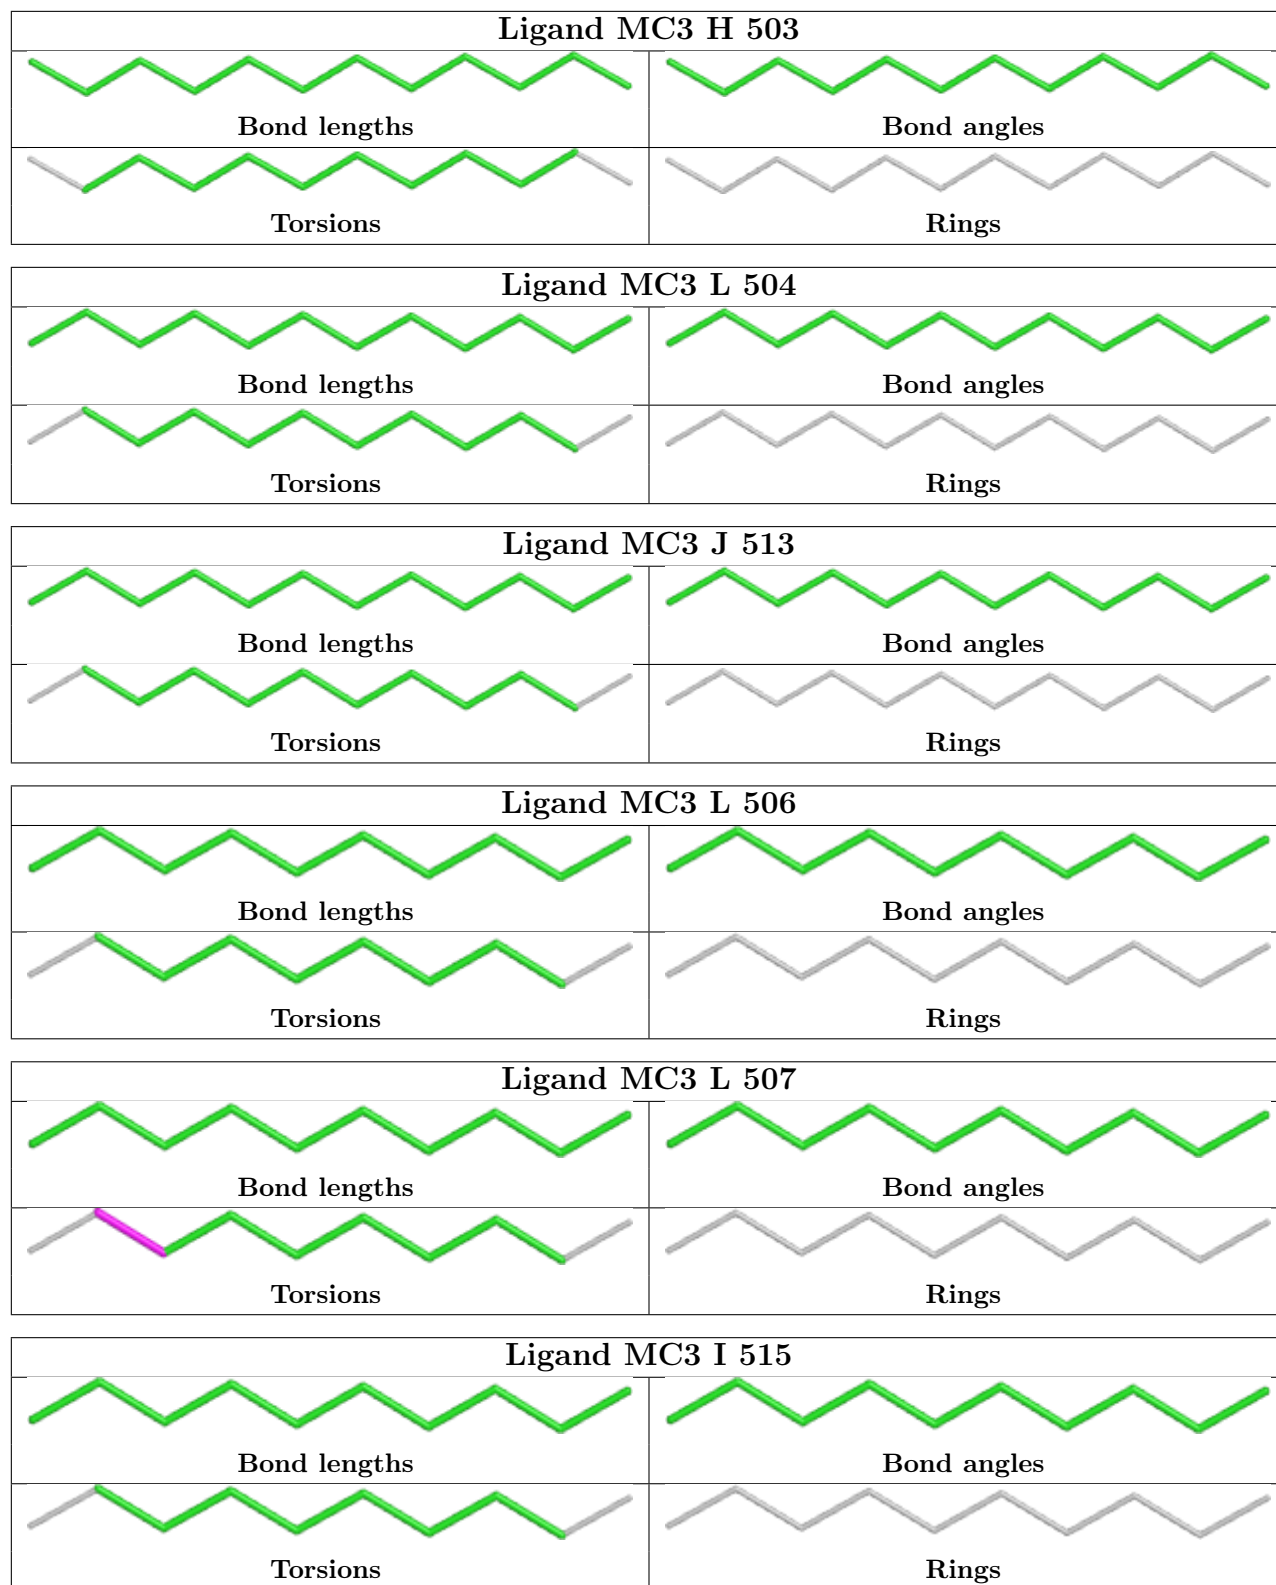 Ligand MC3 H 503
Bond lengths Bond angles
Torsions Rings
Ligand MC3 L 504
Bond lengths Bond angles
Torsions Rings
Ligand MC3 J 513
Bond lengths Bond angles
Torsions Rings
Ligand MC3 L 506
Bond lengths Bond angles
Torsions Rings
Ligand MC3 L 507
Bond lengths Bond angles
Torsions Rings
Ligand MC3 I 515
Bond lengths Bond angles
Torsions Rings